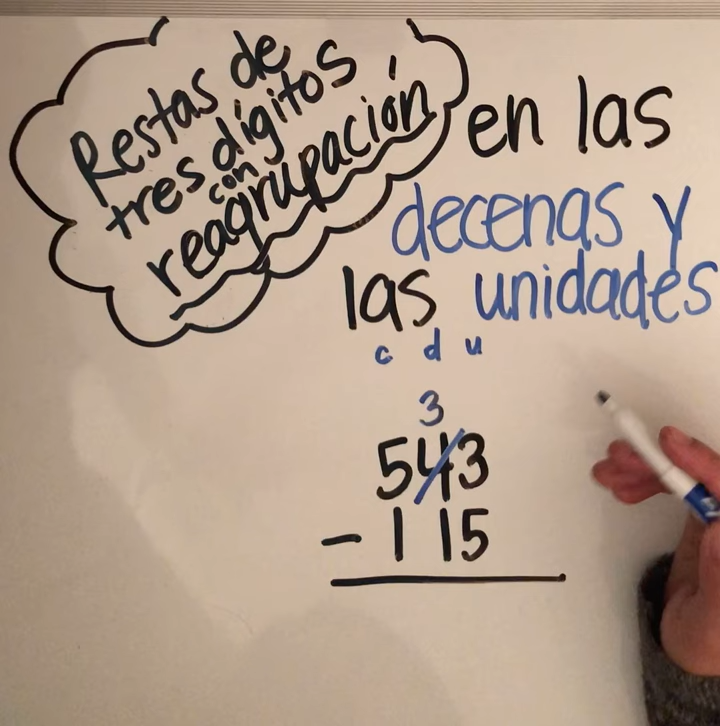 Restas de
tres dígitos
con
reagrupación
en las
decenas y
las unidades
c d u
3
543
- 115